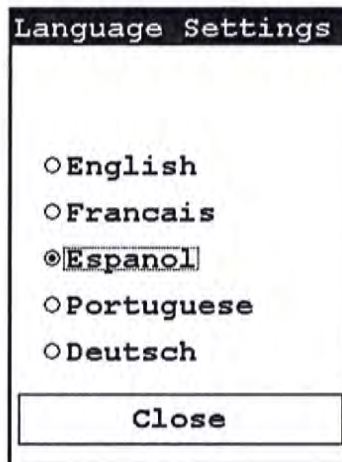 Language Settings
English
Francais
Espanol
Portuguese
Deutsch
Close